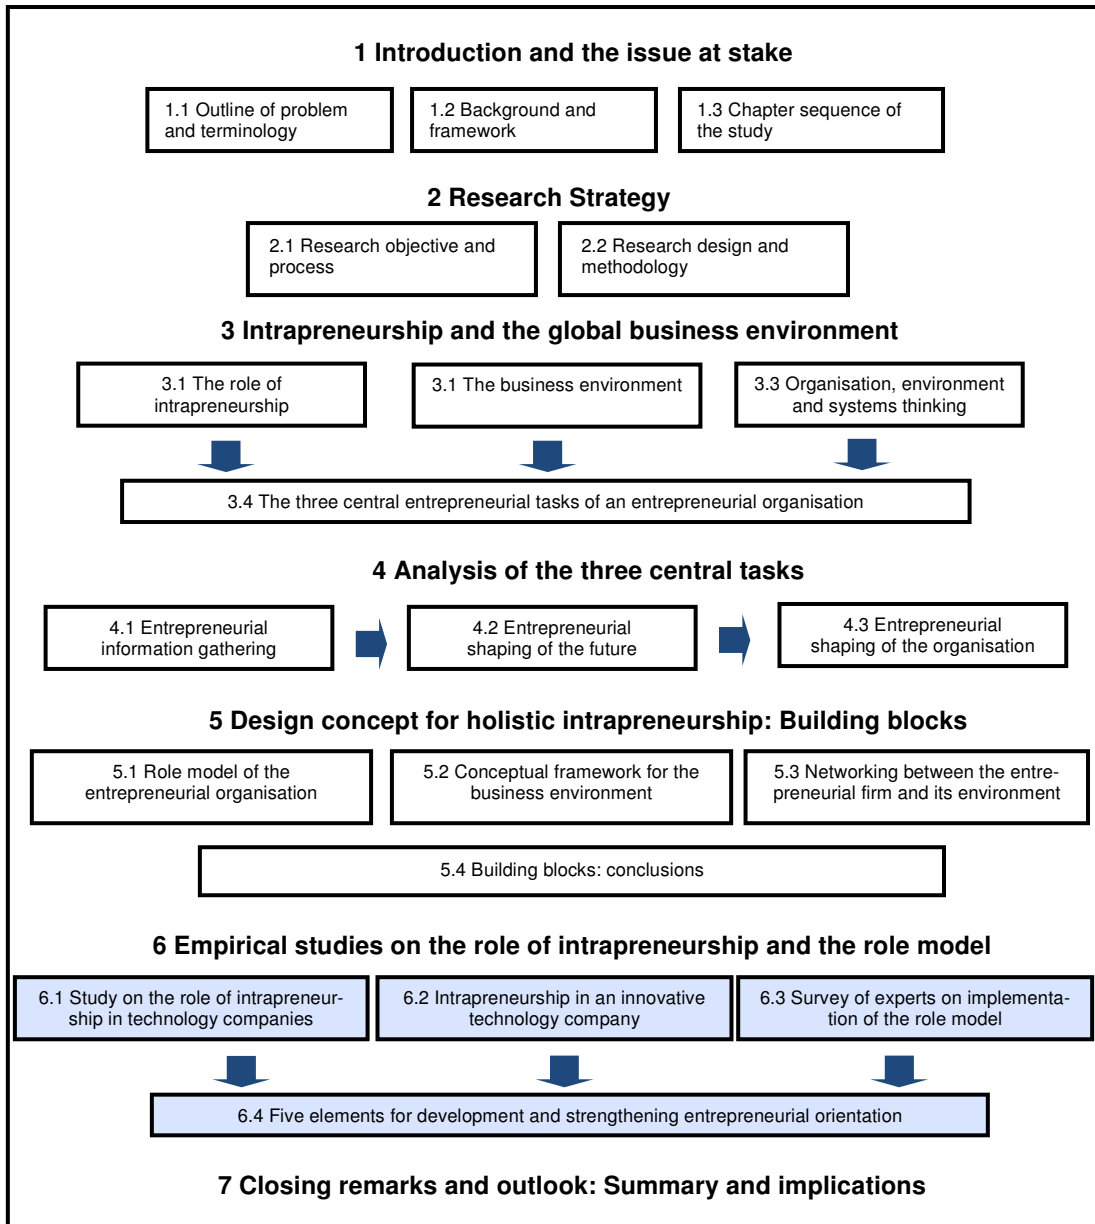 1 Introduction and the issue at stake
1.1 Outline of problem
and terminology
1.2 Background and
framework
1.3 Chapter sequence of
the study
2 Research Strategy
2.1 Research objective and
process
2.2 Research design and
methodology
3 Intrapreneurship and the global business environment
3.1 The role of
intrapreneurship
3.1 The business environment
3.3 Organisation, environment
and systems thinking
3.4 The three central entrepreneurial tasks of an entrepreneurial organisation
4 Analysis of the three central tasks
4.1 Entrepreneurial
information gathering
4.2 Entrepreneurial
shaping of the future
4.3 Entrepreneurial
shaping of the organisation
5 Design concept for holistic intrapreneurship: Building blocks
5.1 Role model of the
entrepreneurial organisation
5.2 Conceptual framework for the
business environment
5.3 Networking between the entre-
preneurial firm and its environment
5.4 Building blocks: conclusions
6 Empirical studies on the role of intrapreneurship and the role model
6.1 Study on the role of intrapreneur-
ship in technology companies
6.2 Intrapreneurship in an innovative
technology company
6.3 Survey of experts on implementa-
tion of the role model
6.4 Five elements for development and strengthening entrepreneurial orientation
7 Closing remarks and outlook: Summary and implications